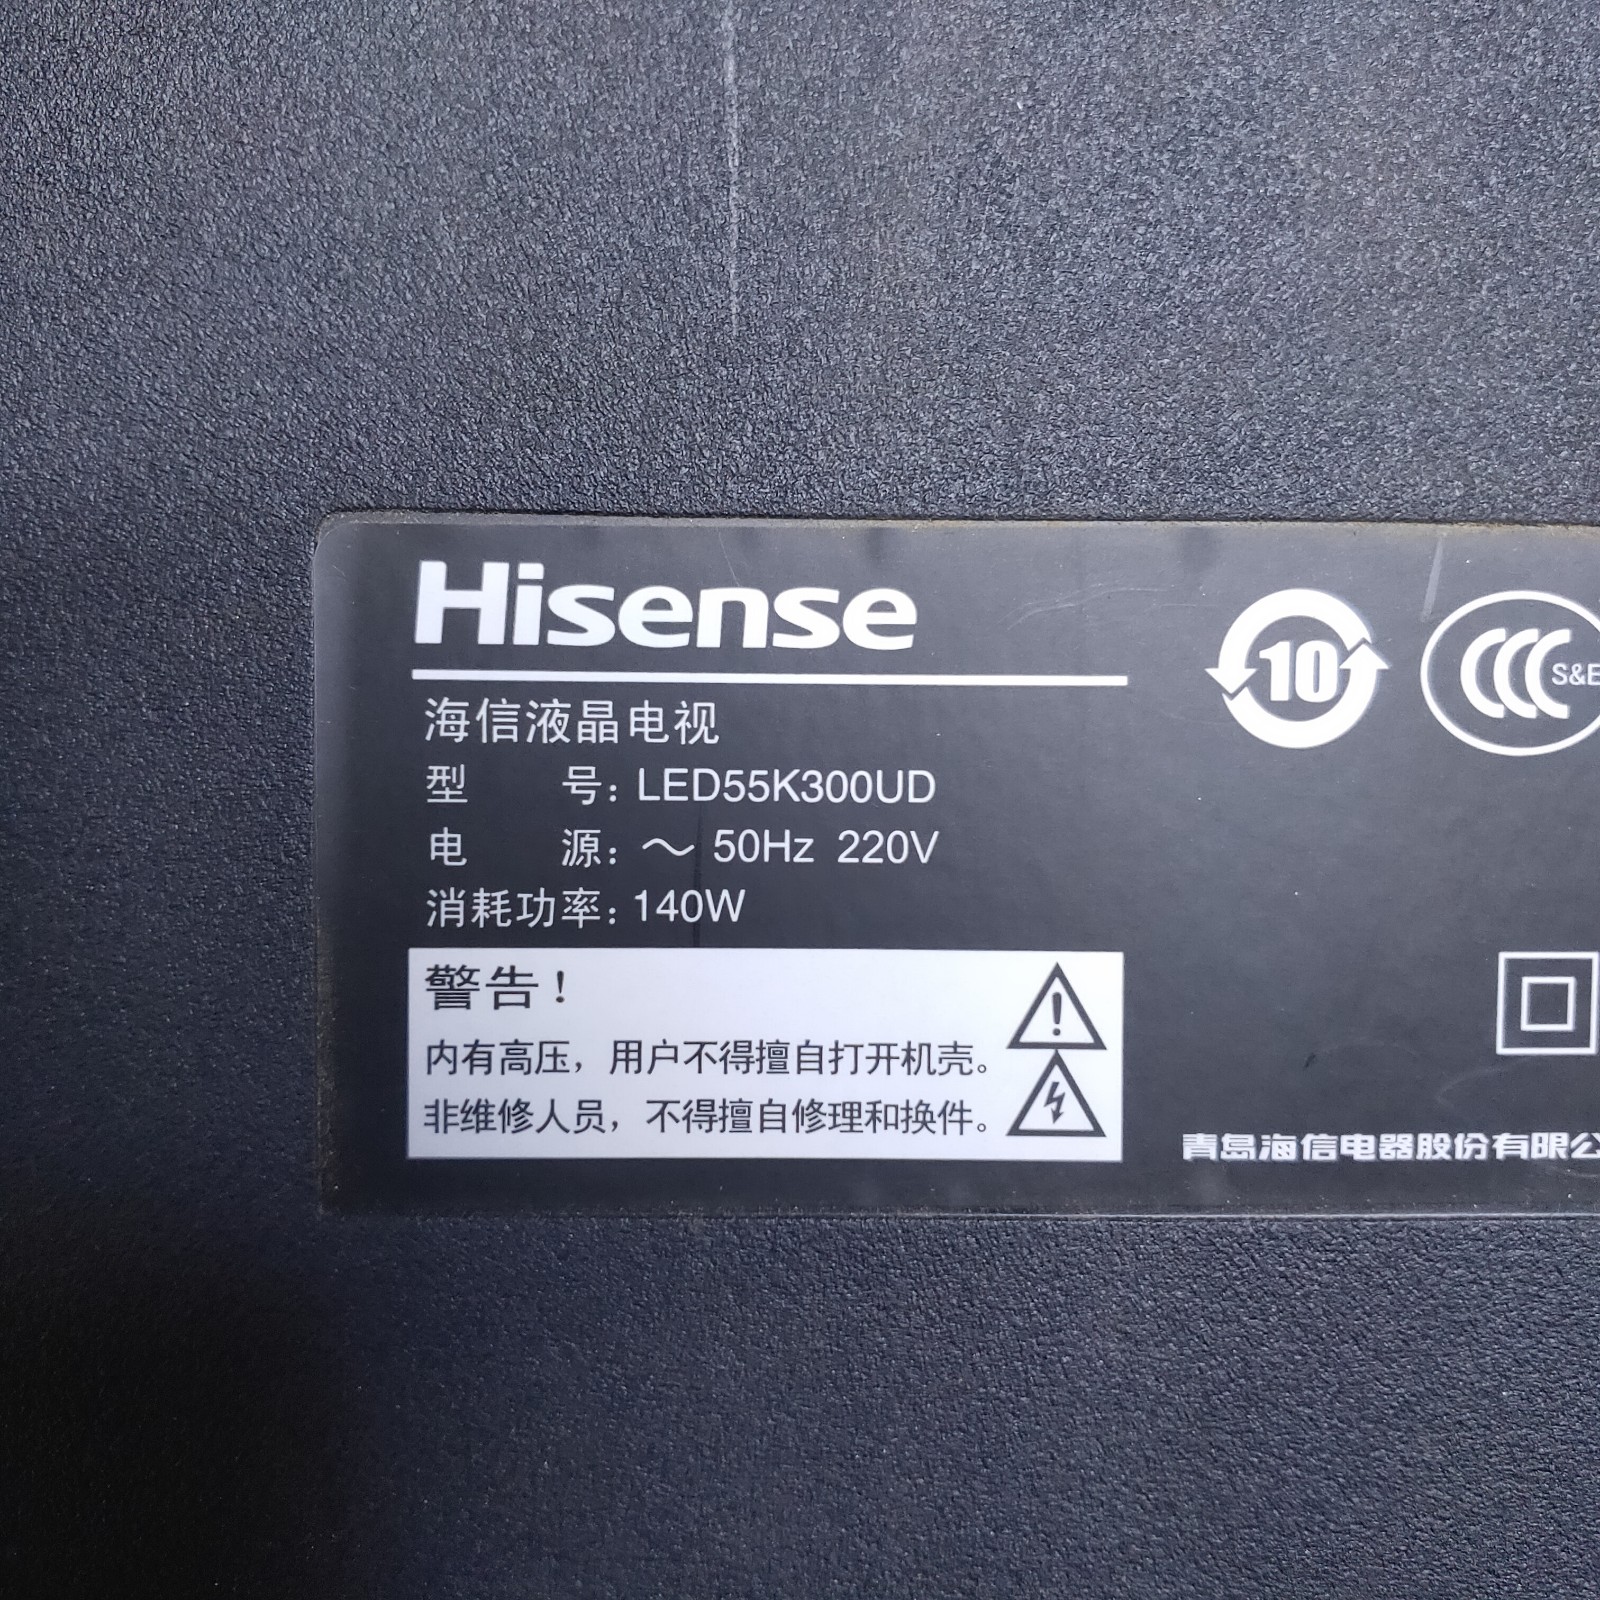 Hisense
海信液晶电视
型 号: LED55K300UD
电 源: ～ 50Hz 220V
消耗功率: 140W
警告！
内有高压，用户不得擅自打开机壳。
非维修人员，不得擅自修理和换件。
10
CCC S&E
青岛海信电器股份有限公